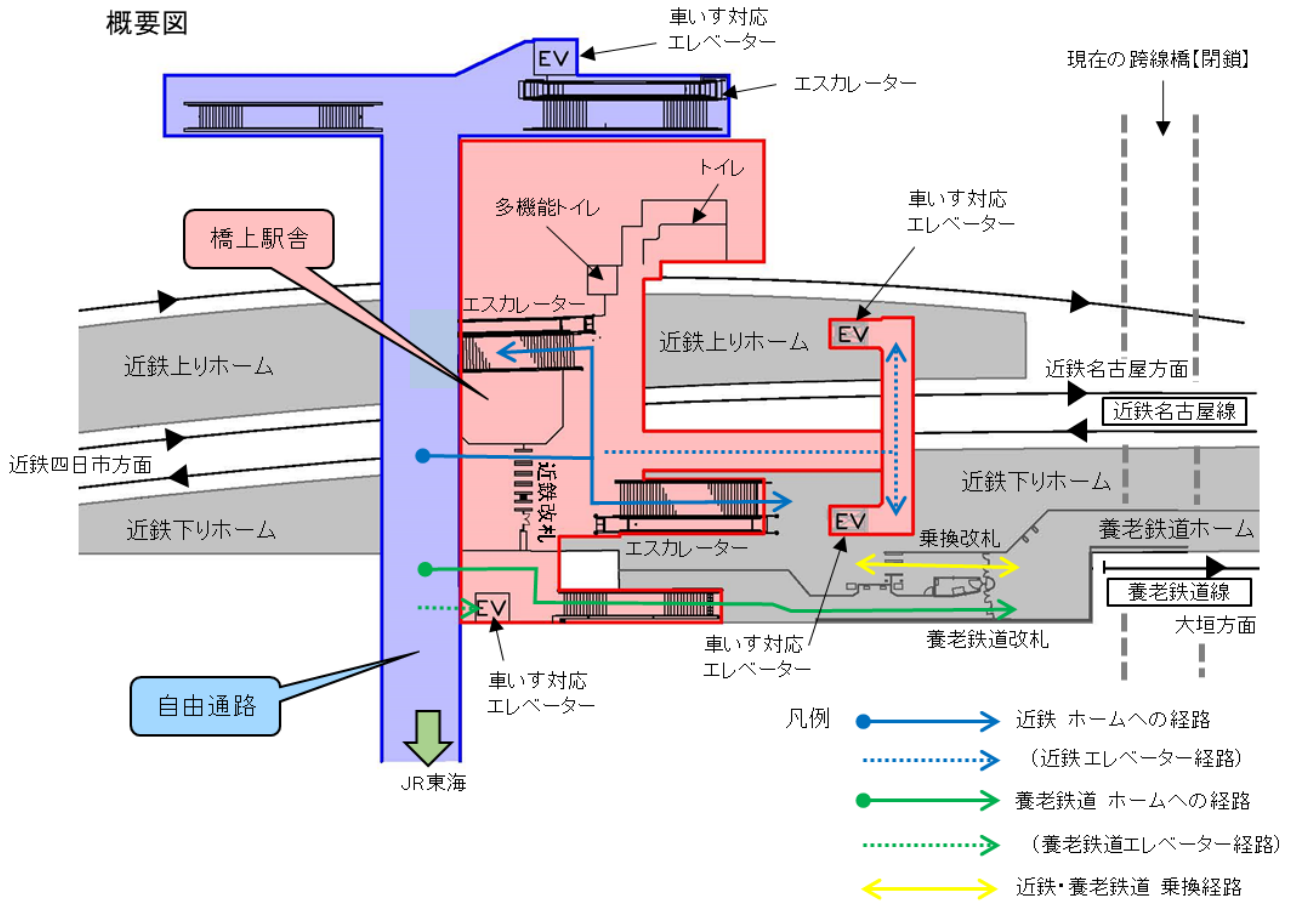 概要図
車いす対応
エレベーター
EV
エスカレーター
現在の跨線橋【閉鎖】
トイレ
多機能トイレ
車いす対応
エレベーター
橋上駅舎
エスカレーター
EV
近鉄上りホーム
近鉄上りホーム
近鉄名古屋方面
近鉄名古屋線
近鉄四日市方面
近鉄改札
近鉄下りホーム
近鉄下りホーム
EV
エスカレーター
乗換改札
養老鉄道ホーム
養老鉄道線
EV
大垣方面
養老鉄道改札
車いす対応
エレベーター
車いす対応
エレベーター
自由通路
JR東海
凡例
近鉄 ホームへの経路
（近鉄エレベーター経路）
養老鉄道 ホームへの経路
（養老鉄道エレベーター経路）
近鉄・養老鉄道 乗換経路